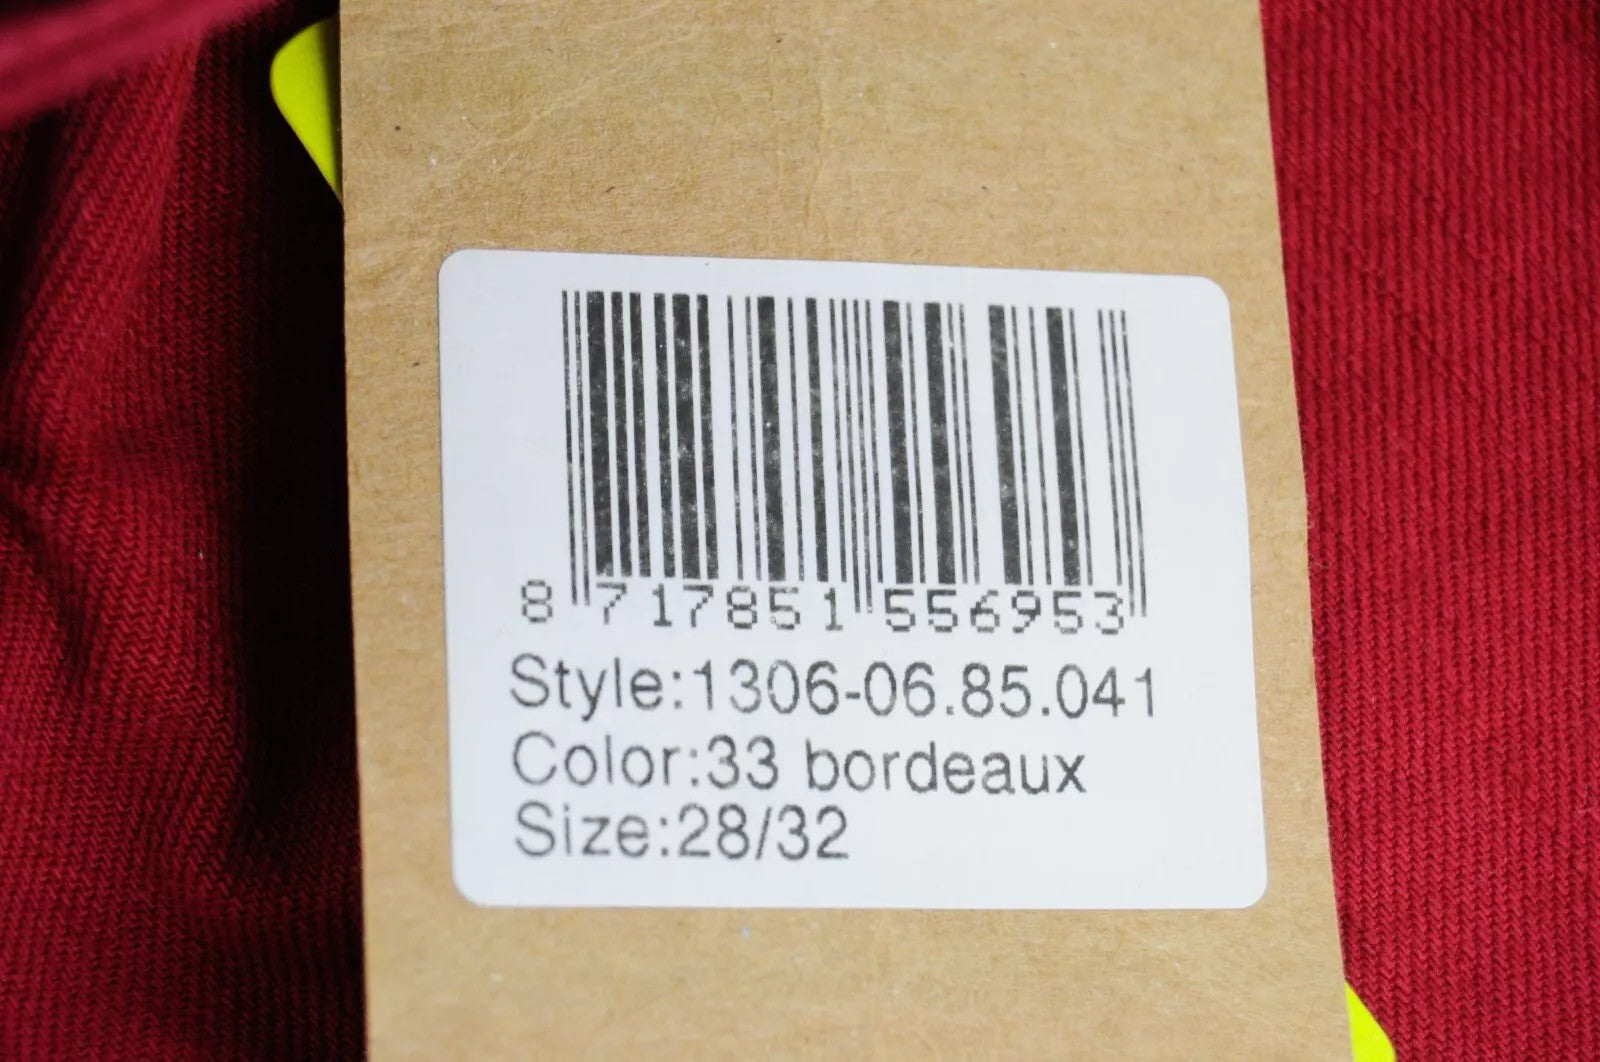 8 717851 556953
Style:1306-06.85.041
Color:33 bordeaux
Size:28/32